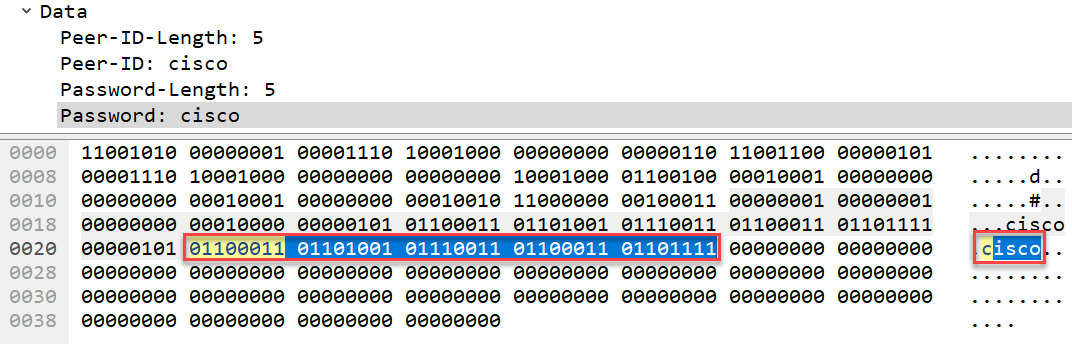 Data
Peer-ID-Length: 5
Peer-ID: cisco
Password-Length: 5
Password: cisco
0000 11001010 00000001 00001110 10001000 00000000 00000110 11001100 00000101 ........
0008 00001110 10001000 00000000 00000000 10001000 01100100 00010001 00000000 .....d..
0010 00000000 00010001 00000000 00010010 11000000 00100011 00000001 00000000 .....#..
0018 00000000 00010000 00000101 01100011 01101001 01110011 01100011 01101111 ...cisco
0020 00000101 01100011 01101001 01110011 01100011 01101111 00000000 00000000 .cisco..
0028 00000000 00000000 00000000 00000000 00000000 00000000 00000000 00000000 ........
0030 00000000 00000000 00000000 00000000 00000000 00000000 00000000 00000000 ........
0038 00000000 00000000 00000000 00000000 ....